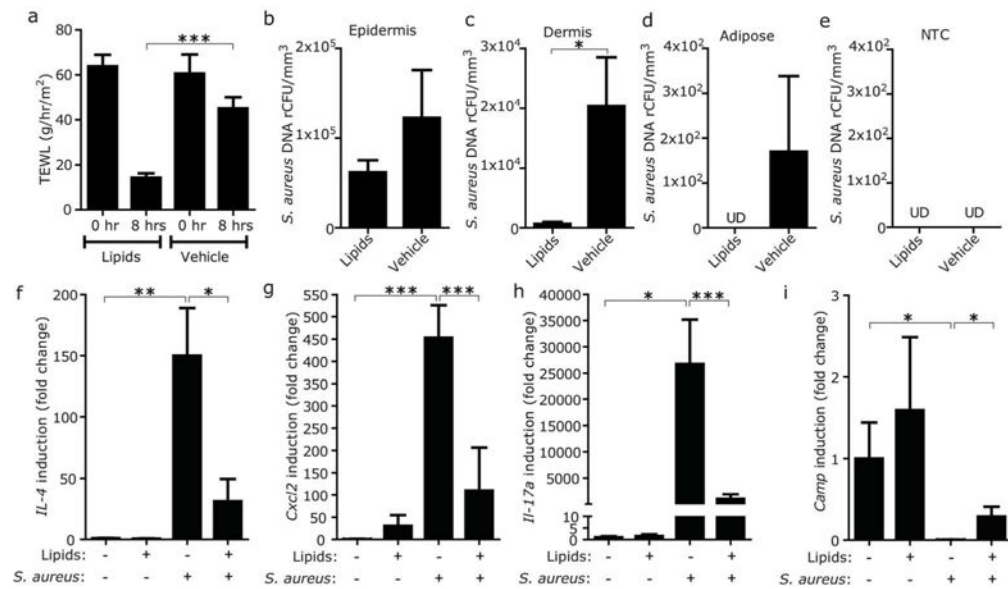 a
TEWL (g/hr/m²)
80
60
40
20
0
***
0 hr 8 hrs 0 hr 8 hrs
Lipids Vehicle
b
Epidermis
S. aureus DNA rCFU/mm³
2x10⁵
1x10⁵
0
Lipids Vehicle
c
Dermis
S. aureus DNA rCFU/mm³
3x10⁴
2x10⁴
1x10⁴
0
*
Lipids Vehicle
d
Adipose
S. aureus DNA rCFU/mm³
4x10²
3x10²
2x10²
1x10²
0
UD
Lipids Vehicle
e
NTC
S. aureus DNA rCFU/mm³
4x10²
3x10²
2x10²
1x10²
0
UD UD
Lipids Vehicle
f
IL-4 induction (fold change)
200
150
100
50
0
** *
Lipids: - + - +
S. aureus: - - + +
g
Cxcl2 induction (fold change)
550
500
450
400
350
300
250
200
150
100
50
0
*** ***
- + - +
- - + +
h
Il-17a induction (fold change)
40000
35000
30000
25000
20000
15000
10000
5000
10
5
0
* ***
- + - +
- - + +
i
Camp induction (fold change)
3
2
1
0
* *
Lipids: - + - +
S. aureus: - - + +